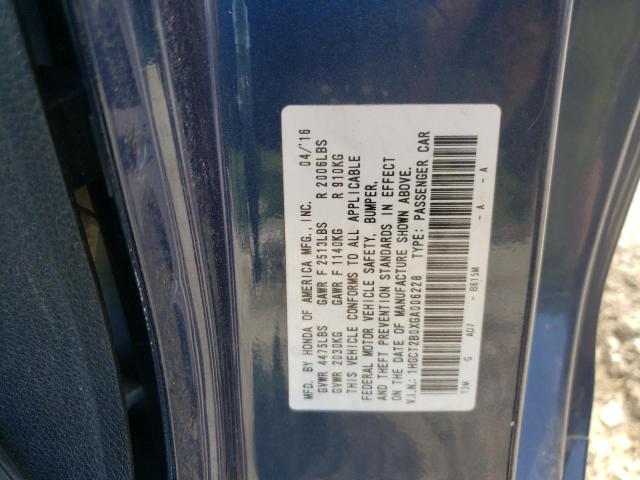 MFD. BY HONDA OF AMERICA MFG., INC. 04/'16
GVWR 4475LBS GAWR F 2513LBS R 2006LBS
GVWR 2030KG GAWR F 1140KG R 910KG
THIS VEHICLE CONFORMS TO ALL APPLICABLE
FEDERAL MOTOR VEHICLE SAFETY, BUMPER,
AND THEFT PREVENTION STANDARDS IN EFFECT
ON THE DATE OF MANUFACTURE SHOWN ABOVE.
V.I.N.: 1HGCT2B0XGA006228 TYPE: PASSENGER CAR
T3M G AD7 - B615M - A - A